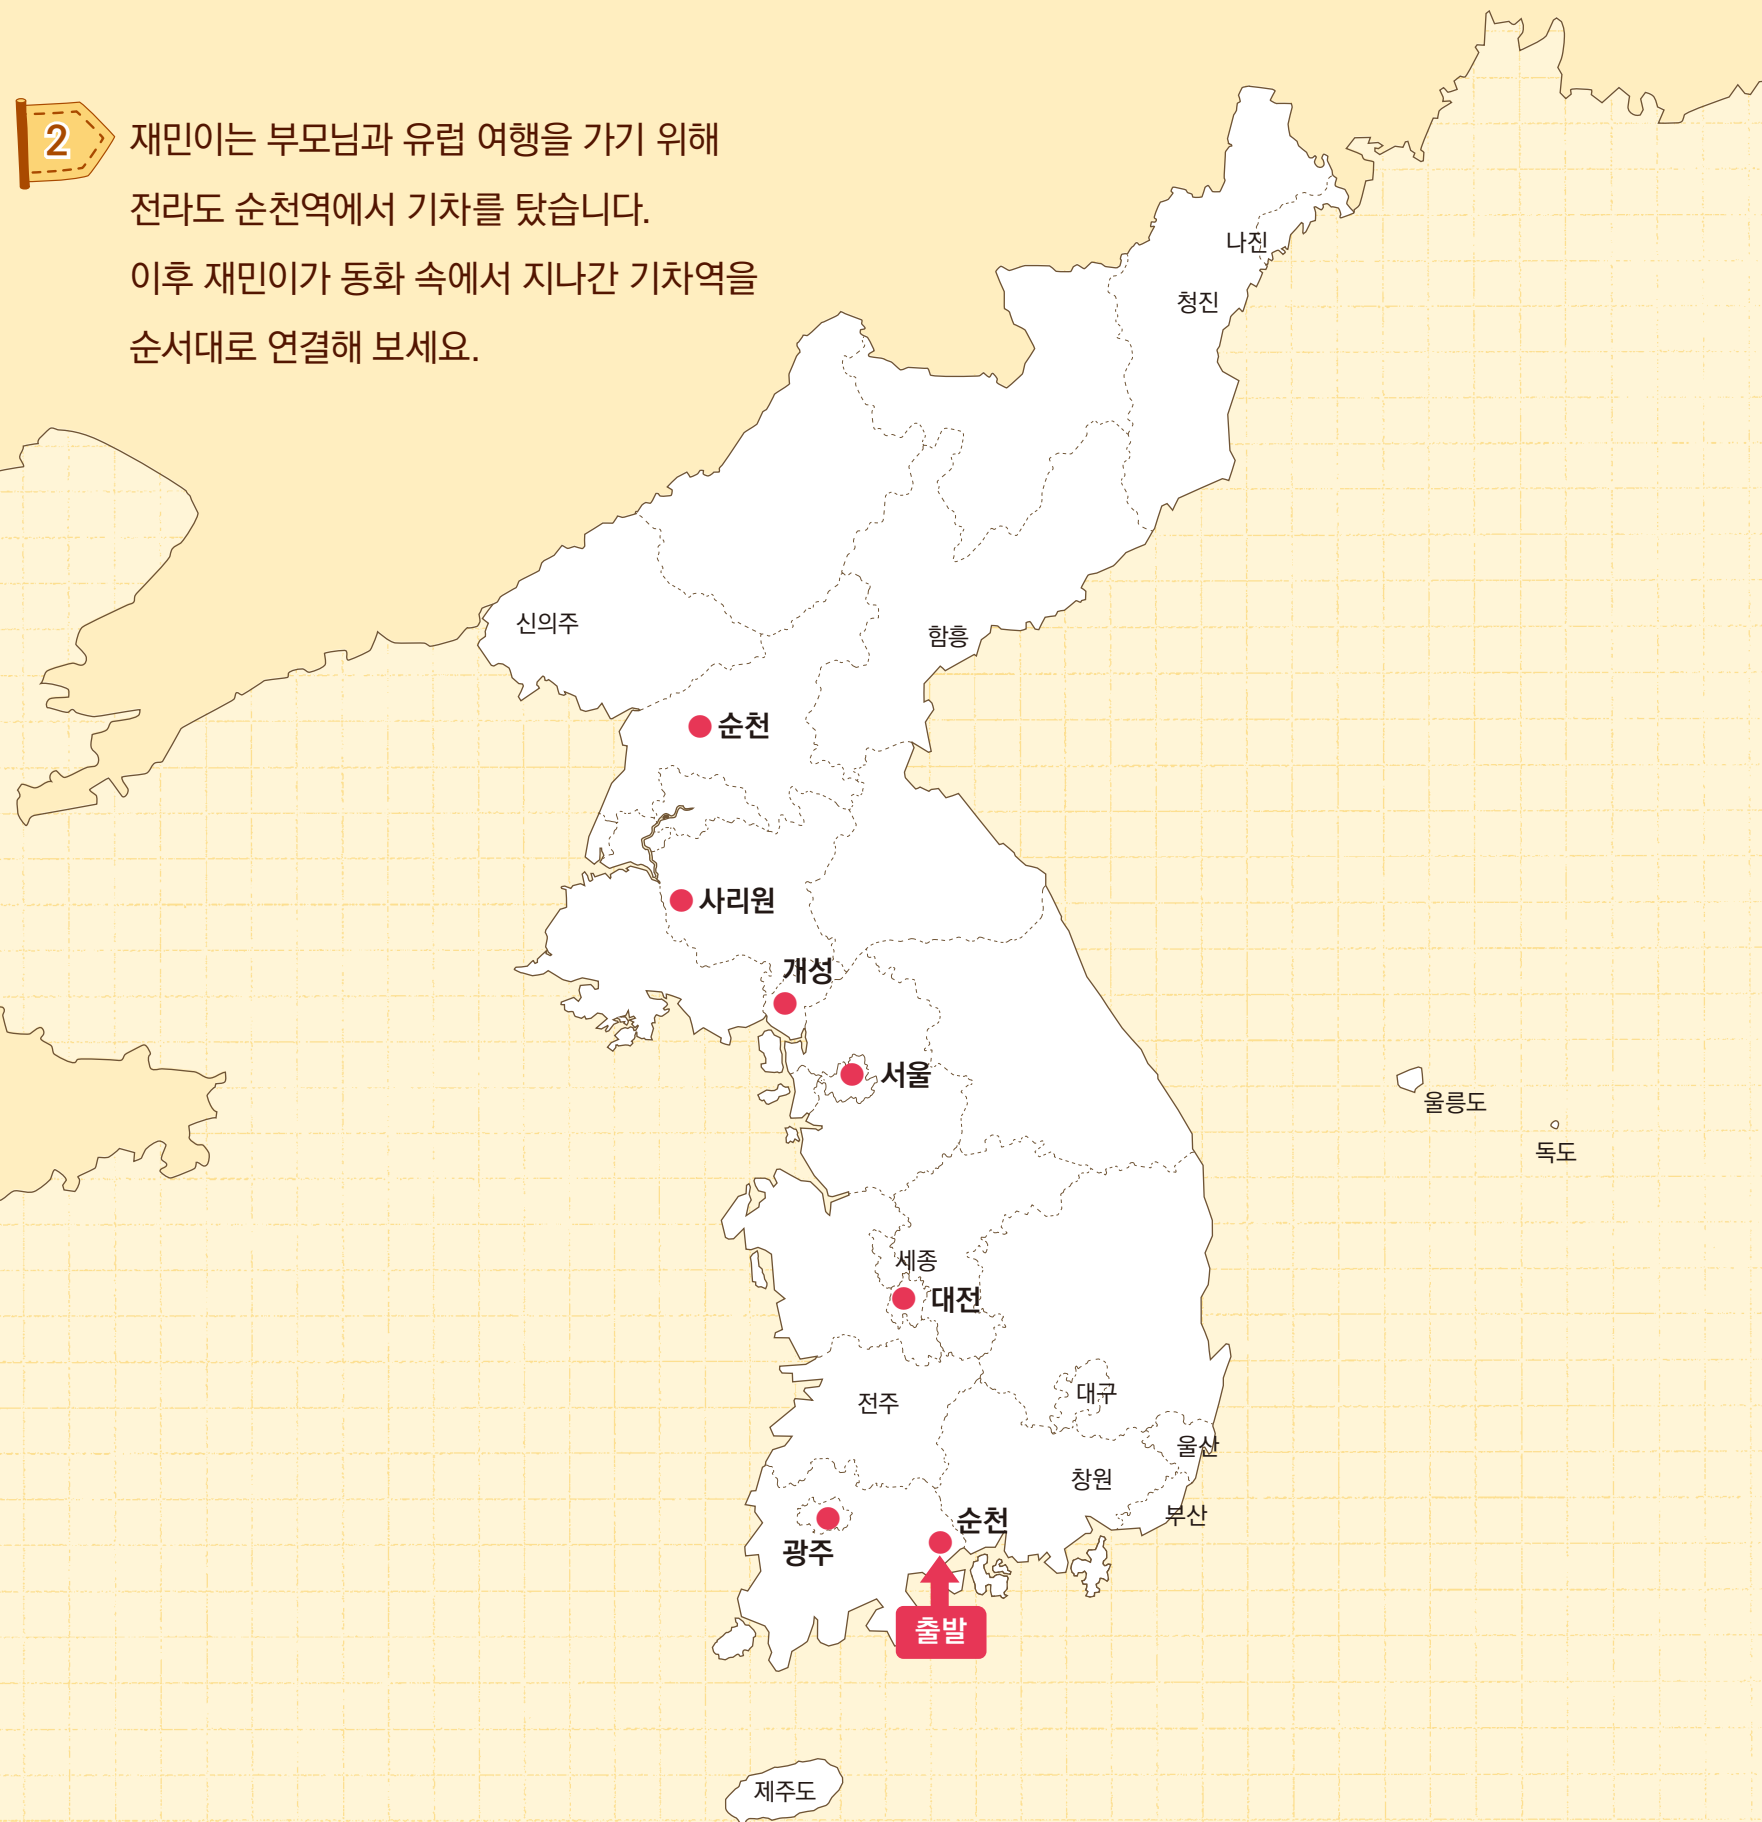 2
재민이는 부모님과 유럽 여행을 가기 위해
전라도 순천역에서 기차를 탔습니다.
이후 재민이가 동화 속에서 지나간 기차역을
순서대로 연결해 보세요.
나진
청진
신의주
함흥
순천
사리원
개성
서울
울릉도
독도
세종
대전
대구
전주
울산
창원
부산
순천
광주
출발
제주도